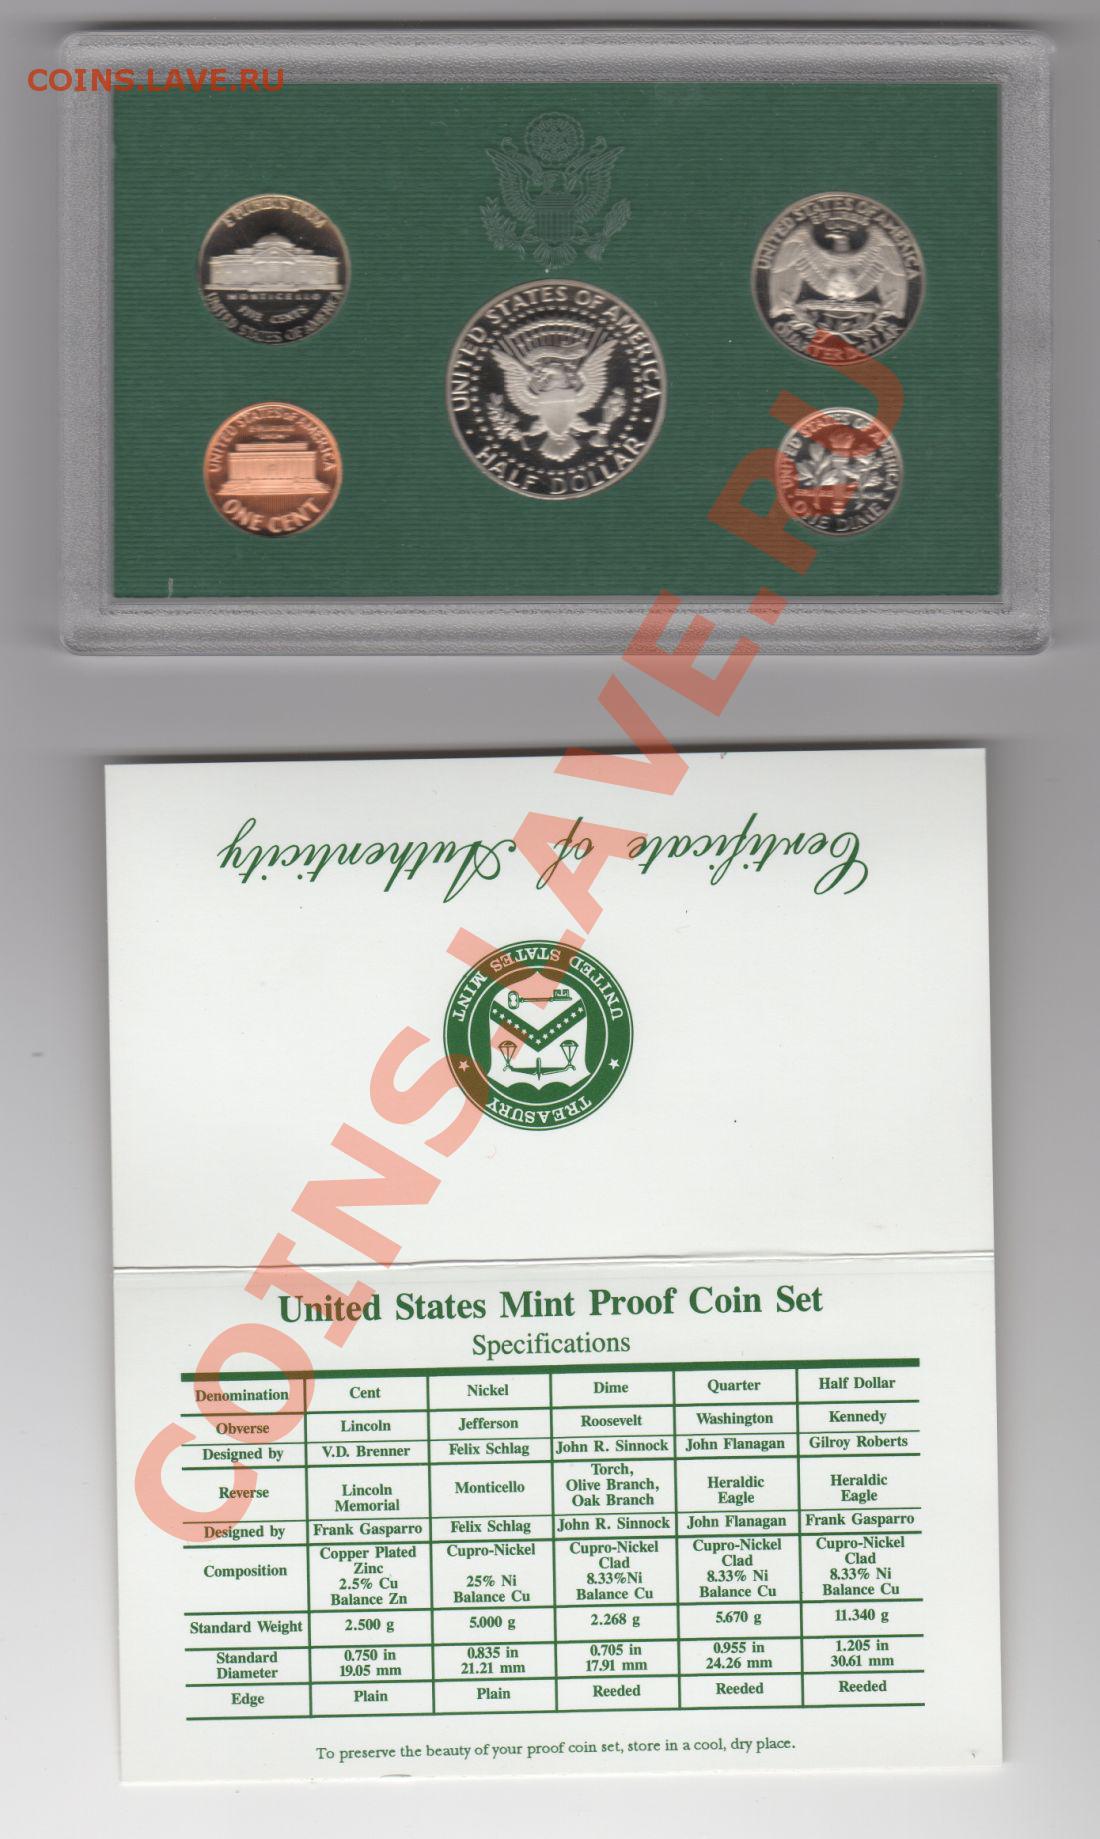 COINS.LAVE.RU
UNITED STATES OF AMERICA
MONTICELLO
FIVE CENTS
UNITED STATES OF AMERICA
QUARTER DOLLAR
UNITED STATES OF AMERICA
HALF DOLLAR
UNITED STATES OF AMERICA
ONE CENT
UNITED STATES OF AMERICA
ONE DIME
COINS.LAVE.RU
Certificate of Authenticity
UNITED STATES MINT
TREASURY
United States Mint Proof Coin Set
Specifications
Denomination Cent Nickel Dime Quarter Half Dollar
Obverse Lincoln Jefferson Roosevelt Washington Kennedy
Designed by V.D. Brenner Felix Schlag John R. Sinnock John Flanagan Gilroy Roberts
Reverse Lincoln Memorial Monticello Torch, Olive Branch, Oak Branch Heraldic Eagle Heraldic Eagle
Designed by Frank Gasparro Felix Schlag John R. Sinnock John Flanagan Frank Gasparro
Composition Copper Plated Zinc 2.5% Cu Balance Zn Cupro-Nickel 25% Ni Balance Cu Cupro-Nickel Clad 8.33%Ni Balance Cu Cupro-Nickel Clad 8.33% Ni Balance Cu Cupro-Nickel Clad 8.33% Ni Balance Cu
Standard Weight 2.500 g 5.000 g 2.268 g 5.670 g 11.340 g
Standard Diameter 0.750 in 19.05 mm 0.835 in 21.21 mm 0.705 in 17.91 mm 0.955 in 24.26 mm 1.205 in 30.61 mm
Edge Plain Plain Reeded Reeded Reeded
To preserve the beauty of your proof coin set, store in a cool, dry place.